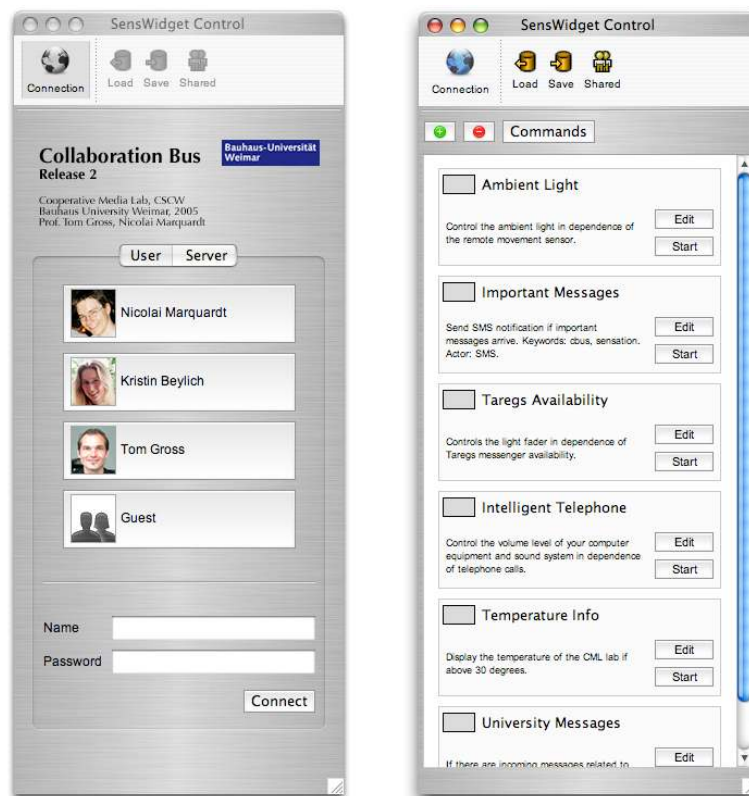 SensWidget Control
Connection
Load Save Shared
Collaboration Bus
Release 2
Bauhaus-Universität
Weimar
Cooperative Media Lab, CSCW
Bauhaus University Weimar, 2005
Prof. Tom Gross, Nicolai Marquardt
User Server
Nicolai Marquardt
Kristin Beylich
Tom Gross
Guest
Name
Password
Connect
SensWidget Control
Connection
Load Save Shared
Commands
Ambient Light
Control the ambient light in dependence of
the remote movement sensor.
Edit
Start
Important Messages
Send SMS notification if important
messages arrive. Keywords: cbus, sensation.
Actor: SMS.
Edit
Start
Taregs Availability
Controls the light fader in dependence of
Taregs messenger availability.
Edit
Start
Intelligent Telephone
Control the volume level of your computer
equipment and sound system in dependence
of telephone calls.
Edit
Start
Temperature Info
Display the temperature of the CML lab if
above 30 degrees.
Edit
Start
University Messages
If there are incoming messages related to
Edit